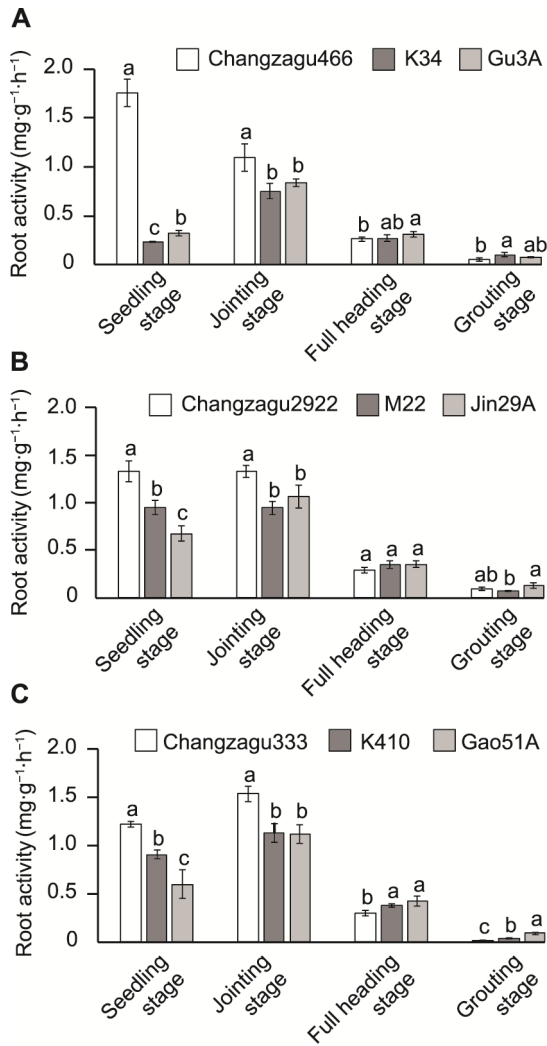 A
Changzagu466 K34 Gu3A
Root activity (mg·g⁻¹·h⁻¹)
2.0
1.5
1.0
0.5
0
a c b
a b b
b ab a
b a ab
Seedling
stage
Jointing
stage
Full heading
stage
Grouting
stage
B
Changzagu2922 M22 Jin29A
Root activity (mg·g⁻¹·h⁻¹)
2.0
1.5
1.0
0.5
0
a b c
a b b
a a a
ab b a
Seedling
stage
Jointing
stage
Full heading
stage
Grouting
stage
C
Changzagu333 K410 Gao51A
Root activity (mg·g⁻¹·h⁻¹)
2.0
1.5
1.0
0.5
0
a b c
a b b
b a a
c b a
Seedling
stage
Jointing
stage
Full heading
stage
Grouting
stage